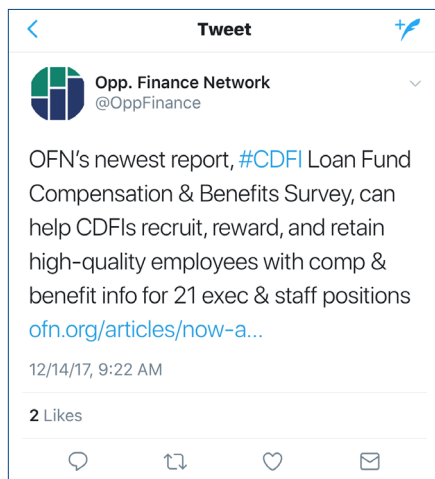 Tweet
Opp. Finance Network
@OppFinance
OFN’s newest report, #CDFI Loan Fund
Compensation & Benefits Survey, can
help CDFIs recruit, reward, and retain
high-quality employees with comp &
benefit info for 21 exec & staff positions
ofn.org/articles/now-a...
12/14/17, 9:22 AM
2 Likes